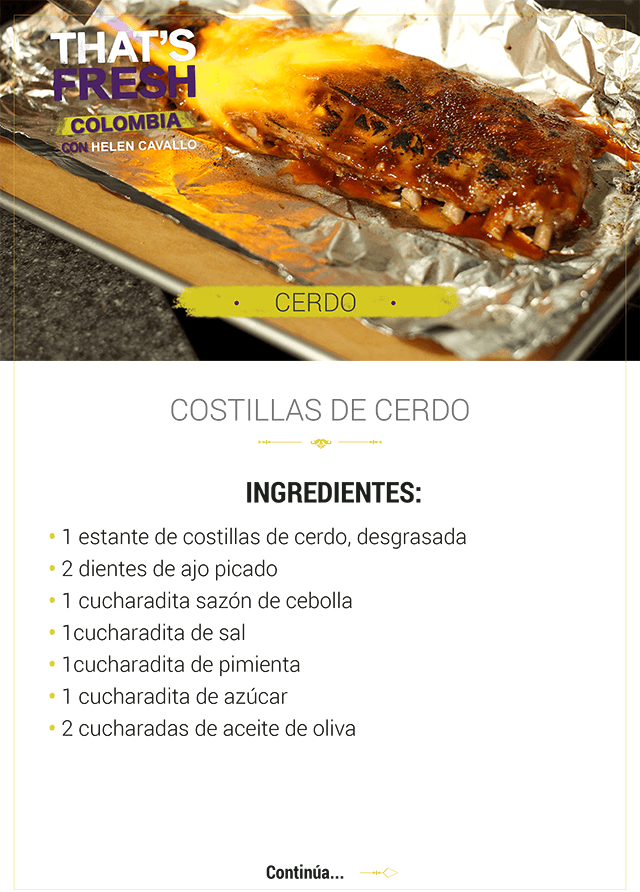 THAT'S
FRESH
COLOMBIA
CON HELEN CAVALLO
• CERDO •
COSTILLAS DE CERDO
INGREDIENTES:
• 1 estante de costillas de cerdo, desgrasada
• 2 dientes de ajo picado
• 1 cucharadita sazón de cebolla
• 1cucharadita de sal
• 1cucharadita de pimienta
• 1 cucharadita de azúcar
• 2 cucharadas de aceite de oliva
Continúa...